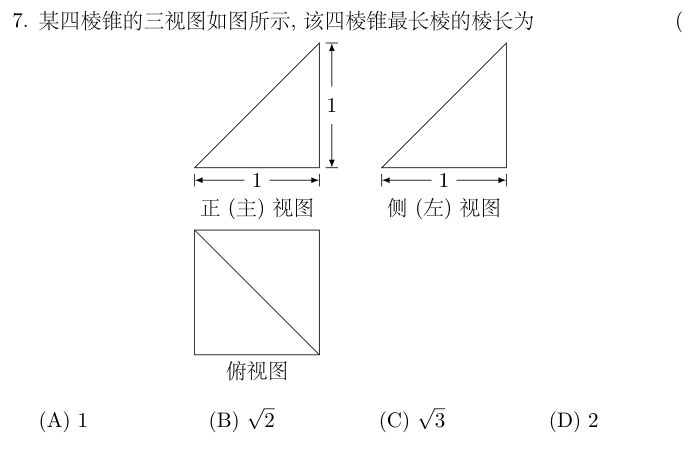 7. 某四棱锥的三视图如图所示, 该四棱锥最长棱的棱长为 (
1
1 1
正 (主) 视图 侧 (左) 视图
俯视图
(A) 1 (B) √2 (C) √3 (D) 2